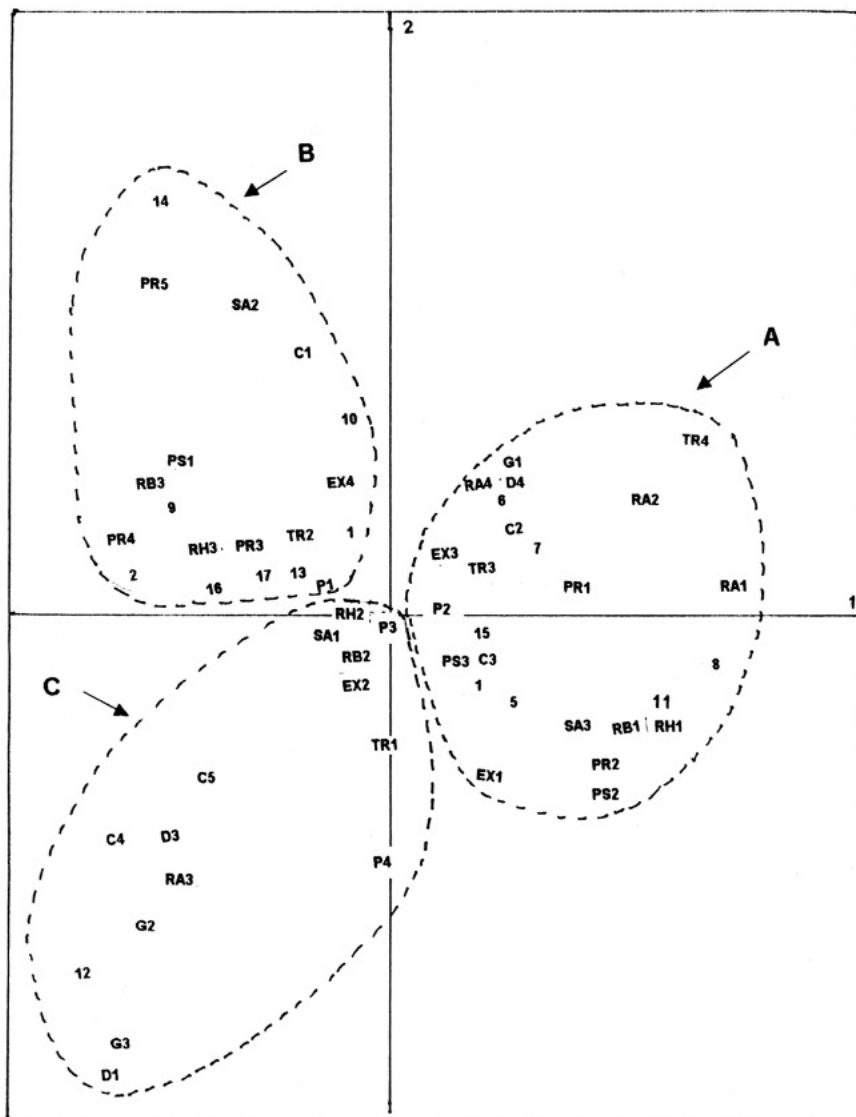 2
B
14
PR5
SA2
C1
A
10
TR4
PS1
G1
RB3
EX4
RA4 D4
9
6
RA2
PR4
RH3
PR3
TR2
1
C2
7
EX3
TR3
2
16
17
13
P1
PR1
RA1
1
RH2
P3
P2
SA1
15
RB2
PS3 C3
8
C
EX2
1
5
11
SA3
RB1
RH1
TR1
PR2
C5
EX1
PS2
C4
D3
P4
RA3
G2
12
G3
D1